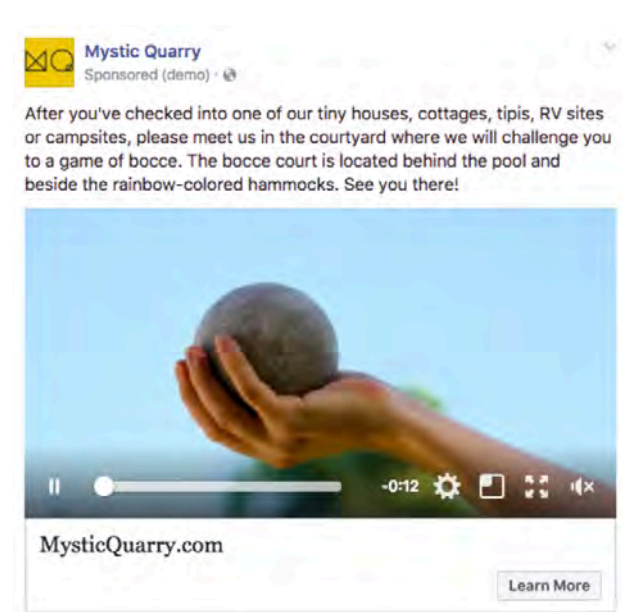 MQ
Mystic Quarry
Sponsored (demo) ·
After you've checked into one of our tiny houses, cottages, tipis, RV sites
or campsites, please meet us in the courtyard where we will challenge you
to a game of bocce. The bocce court is located behind the pool and
beside the rainbow-colored hammocks. See you there!
-0:12
MysticQuarry.com
Learn More